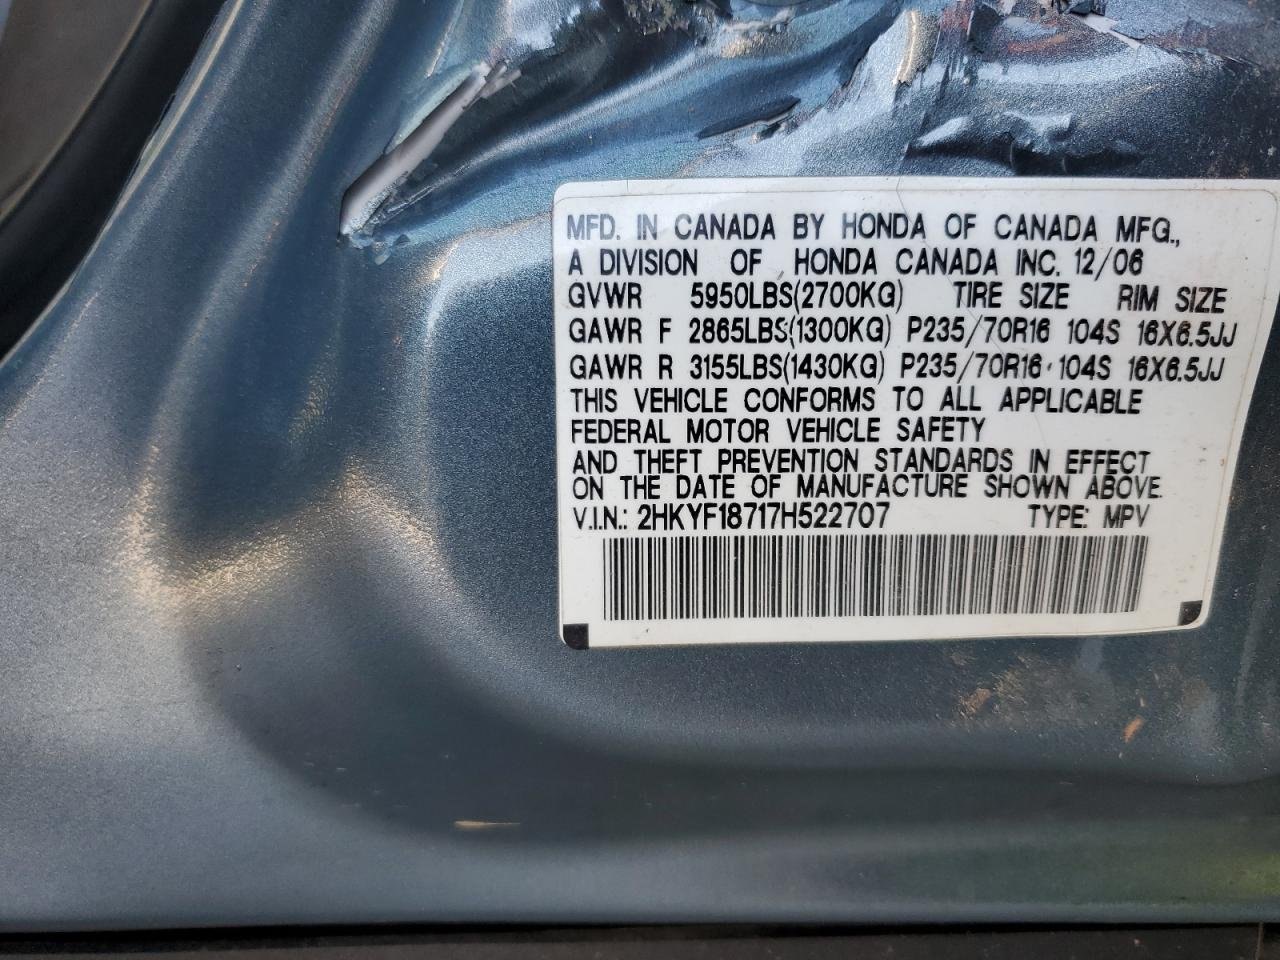 MFD. IN CANADA BY HONDA OF CANADA MFG.,
A DIVISION OF HONDA CANADA INC. 12/06
GVWR 5950LBS(2700KG) TIRE SIZE RIM SIZE
GAWR F 2865LBS(1300KG) P235/70R16 104S 16X6.5JJ
GAWR R 3155LBS(1430KG) P235/70R16 104S 16X6.5JJ
THIS VEHICLE CONFORMS TO ALL APPLICABLE
FEDERAL MOTOR VEHICLE SAFETY
AND THEFT PREVENTION STANDARDS IN EFFECT
ON THE DATE OF MANUFACTURE SHOWN ABOVE.
V.I.N.: 2HKYF18717H522707 TYPE: MPV